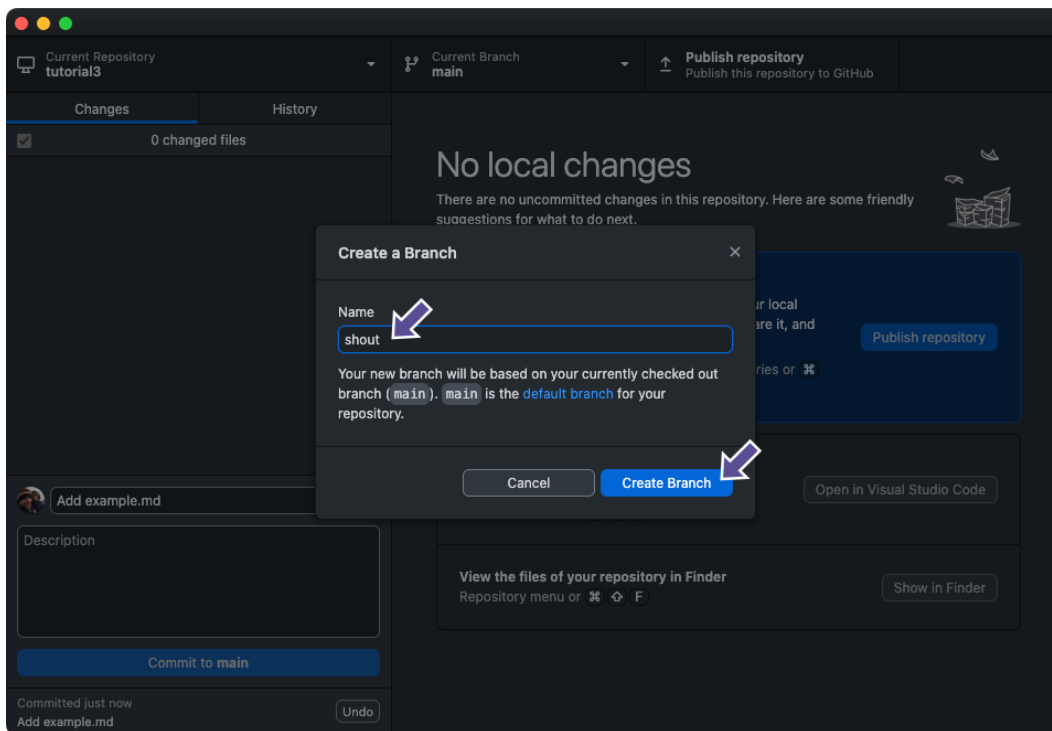 Current Repository
tutorial3
Current Branch
main
Publish repository
Publish this repository to GitHub
Changes
History
0 changed files
No local changes
There are no uncommitted changes in this repository. Here are some friendly
suggestions for what to do next.
Create a Branch
Name
shout
Your new branch will be based on your currently checked out
branch (main). main is the default branch for your
repository.
Cancel
Create Branch
ur local
are it, and
Publish repository
ries or ⌘
Open in Visual Studio Code
View the files of your repository in Finder
Repository menu or ⌘ ⇧ F
Show in Finder
Add example.md
Description
Commit to main
Committed just now
Add example.md
Undo